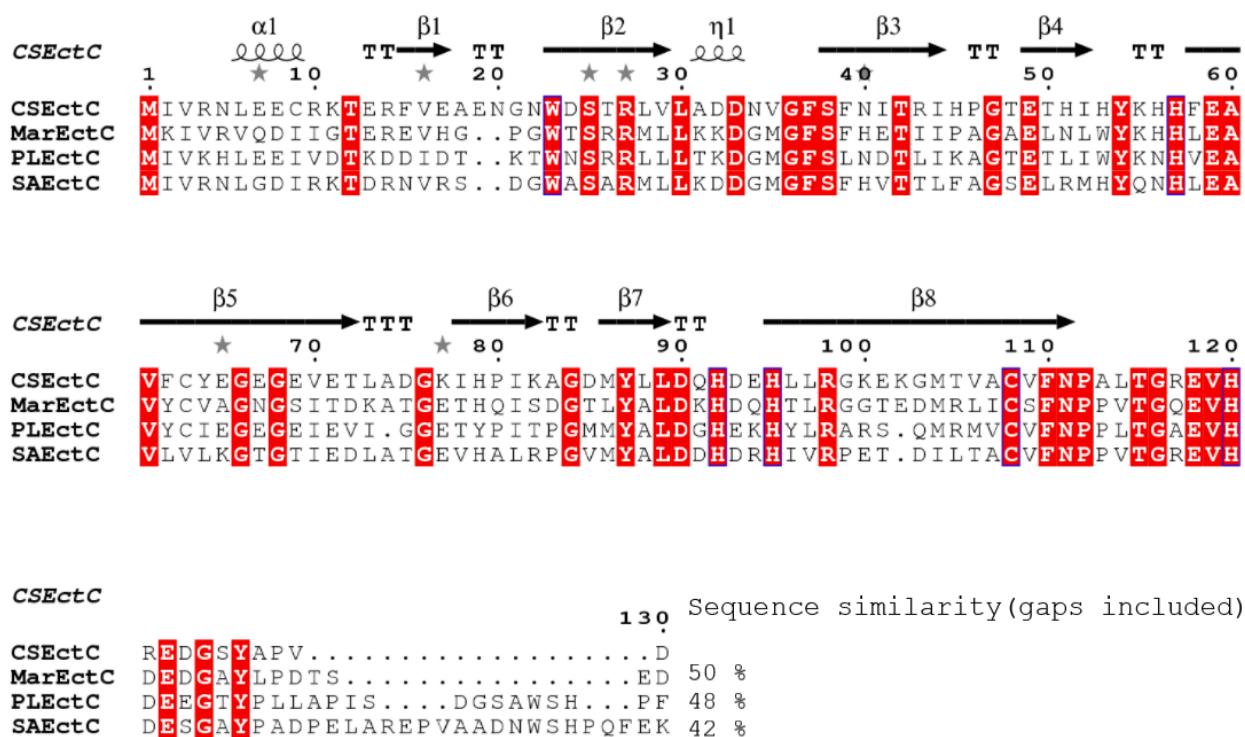 α1 β1 β2 η1 β3 β4
CSEctC TT TT TT TT
1 10 20 30 40 50 60
CSEctC MIVRNLEECRKTERFVEAENGNWDSTRLVLADDNVGFSFNITRIHPGTETHIHYKHHFEA
MarEctC MKIVRVQDIIGTEREVHG..PGWTSRRMLLKKDGMGFSFHETIIPAGAELNLWYKHHLEA
PLEctC MIVKHLEEIVDTKDDIDT..KTWNSRRLLLTKDGMGFSLNDTLIKAGTETLIWYKNHVEA
SAEctC MIVRNLGDIRKTDRNVRS..DGWASARMLLKDDGMGFSFHVTTLFAGSELRMHYQNHLEA
β5 β6 β7 β8
CSEctC TTT TT TT
70 80 90 100 110 120
CSEctC VFCYEGEGEVETLADGKIHPIKAGDMYLLDQHDEHLLRGKEKGMTVACVFNPALTGREVH
MarEctC VYCVAGNGSITDKATGETHQISDGTLYALDKHDQHTLRGGTEDMRLICSFNPPVTGQEVH
PLEctC VYCIEGEGEIEVI.GGETYPITPGMMYALDGHEKHYLRARS.QMRMVCVFNPPLTGAEVH
SAEctC VLVLKGTGTIEDLATGEVHALRPGVMYALDDHDRHIVRPET.DILTACVFNPPVTGREVH
CSEctC
130 Sequence similarity(gaps included)
CSEctC REDGSYAPV...................D
MarEctC DEDGAYLPDTS................ED 50 %
PLEctC DEEGTYPLLAPIS....DGSAWSH...PF 48 %
SAEctC DESGAYPADPELAREPVAADNWSHPQFEK 42 %